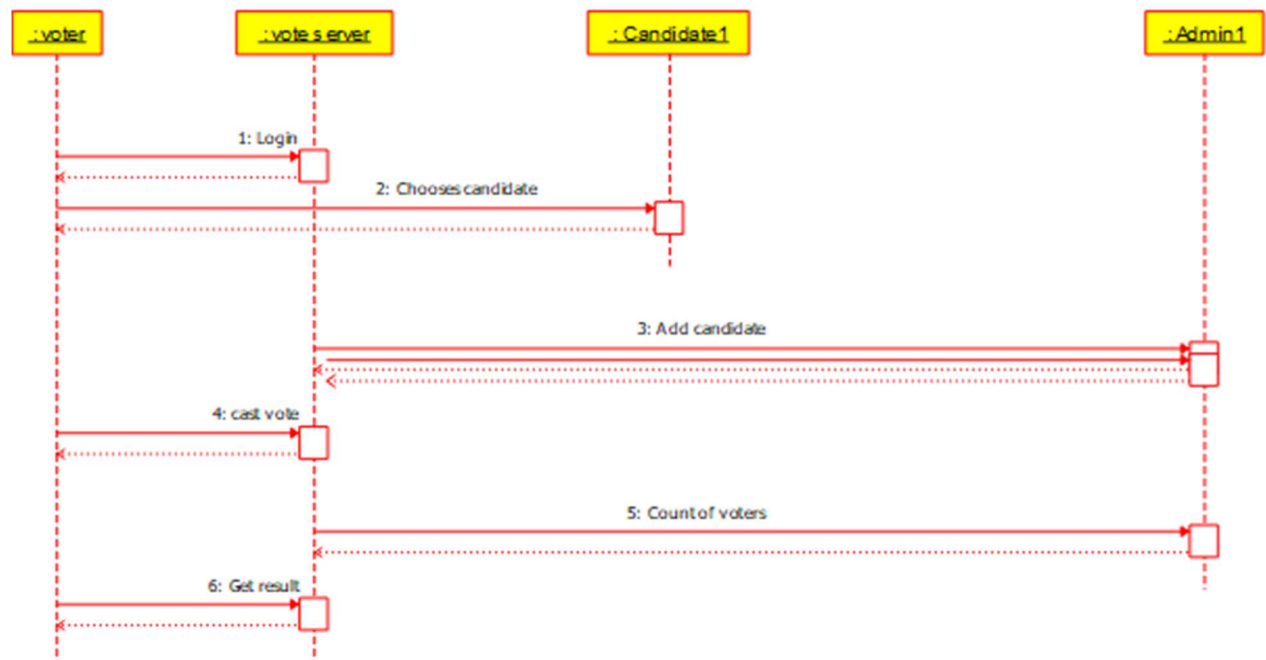 : voter
: vote server
: Candidate1
: Admin1
1: Login
2: Chooses candidate
3: Add candidate
4: cast vote
5: Count of voters
6: Get result